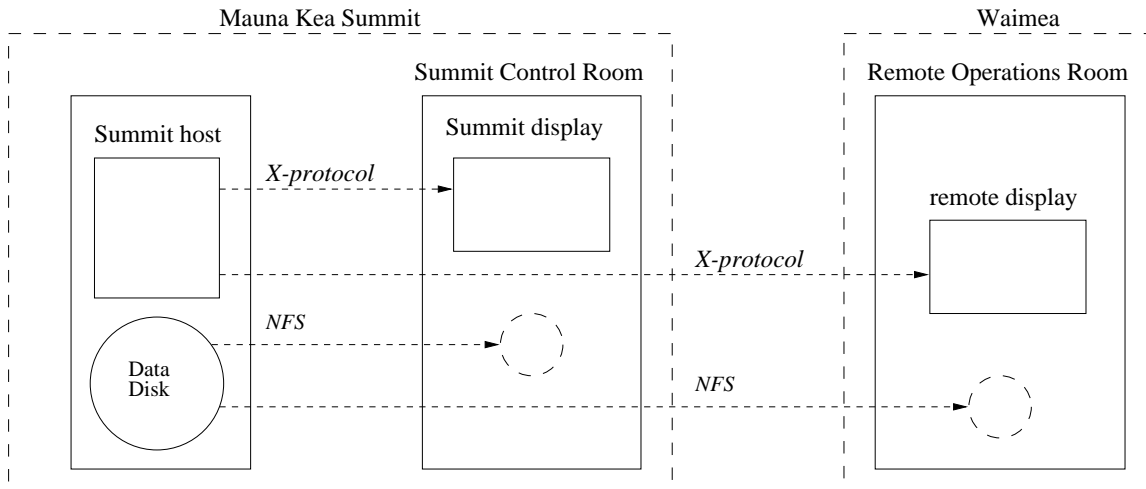 Mauna Kea Summit
Waimea
Summit Control Room
Remote Operations Room
Summit host
Summit display
X-protocol
remote display
X-protocol
NFS
Data
Disk
NFS